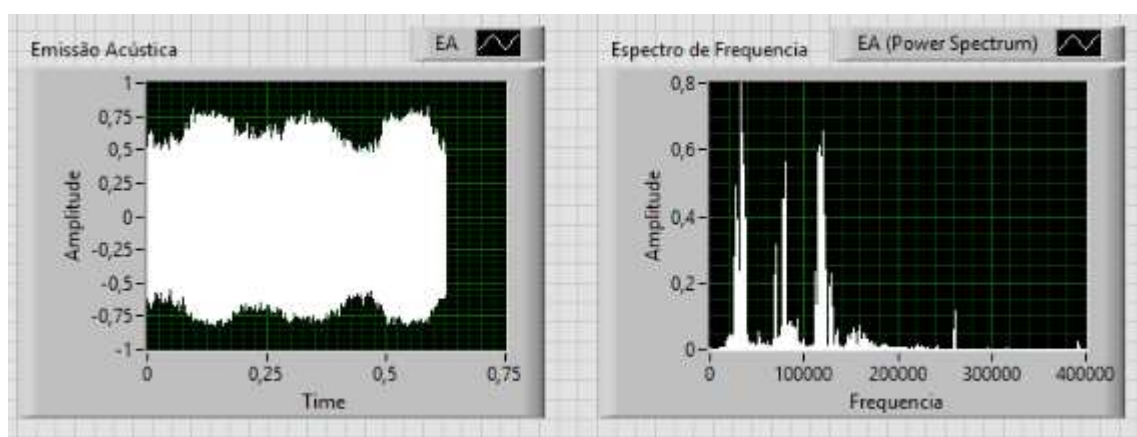 Emissão Acústica
EA
1
0,75
0,5
0,25
0
-0,25
-0,5
-0,75
-1
Amplitude
0
0,25
0,5
0,75
Time
Espectro de Frequencia
EA (Power Spectrum)
0,8
0,6
0,4
0,2
0
Amplitude
0
100000
200000
300000
400000
Frequencia